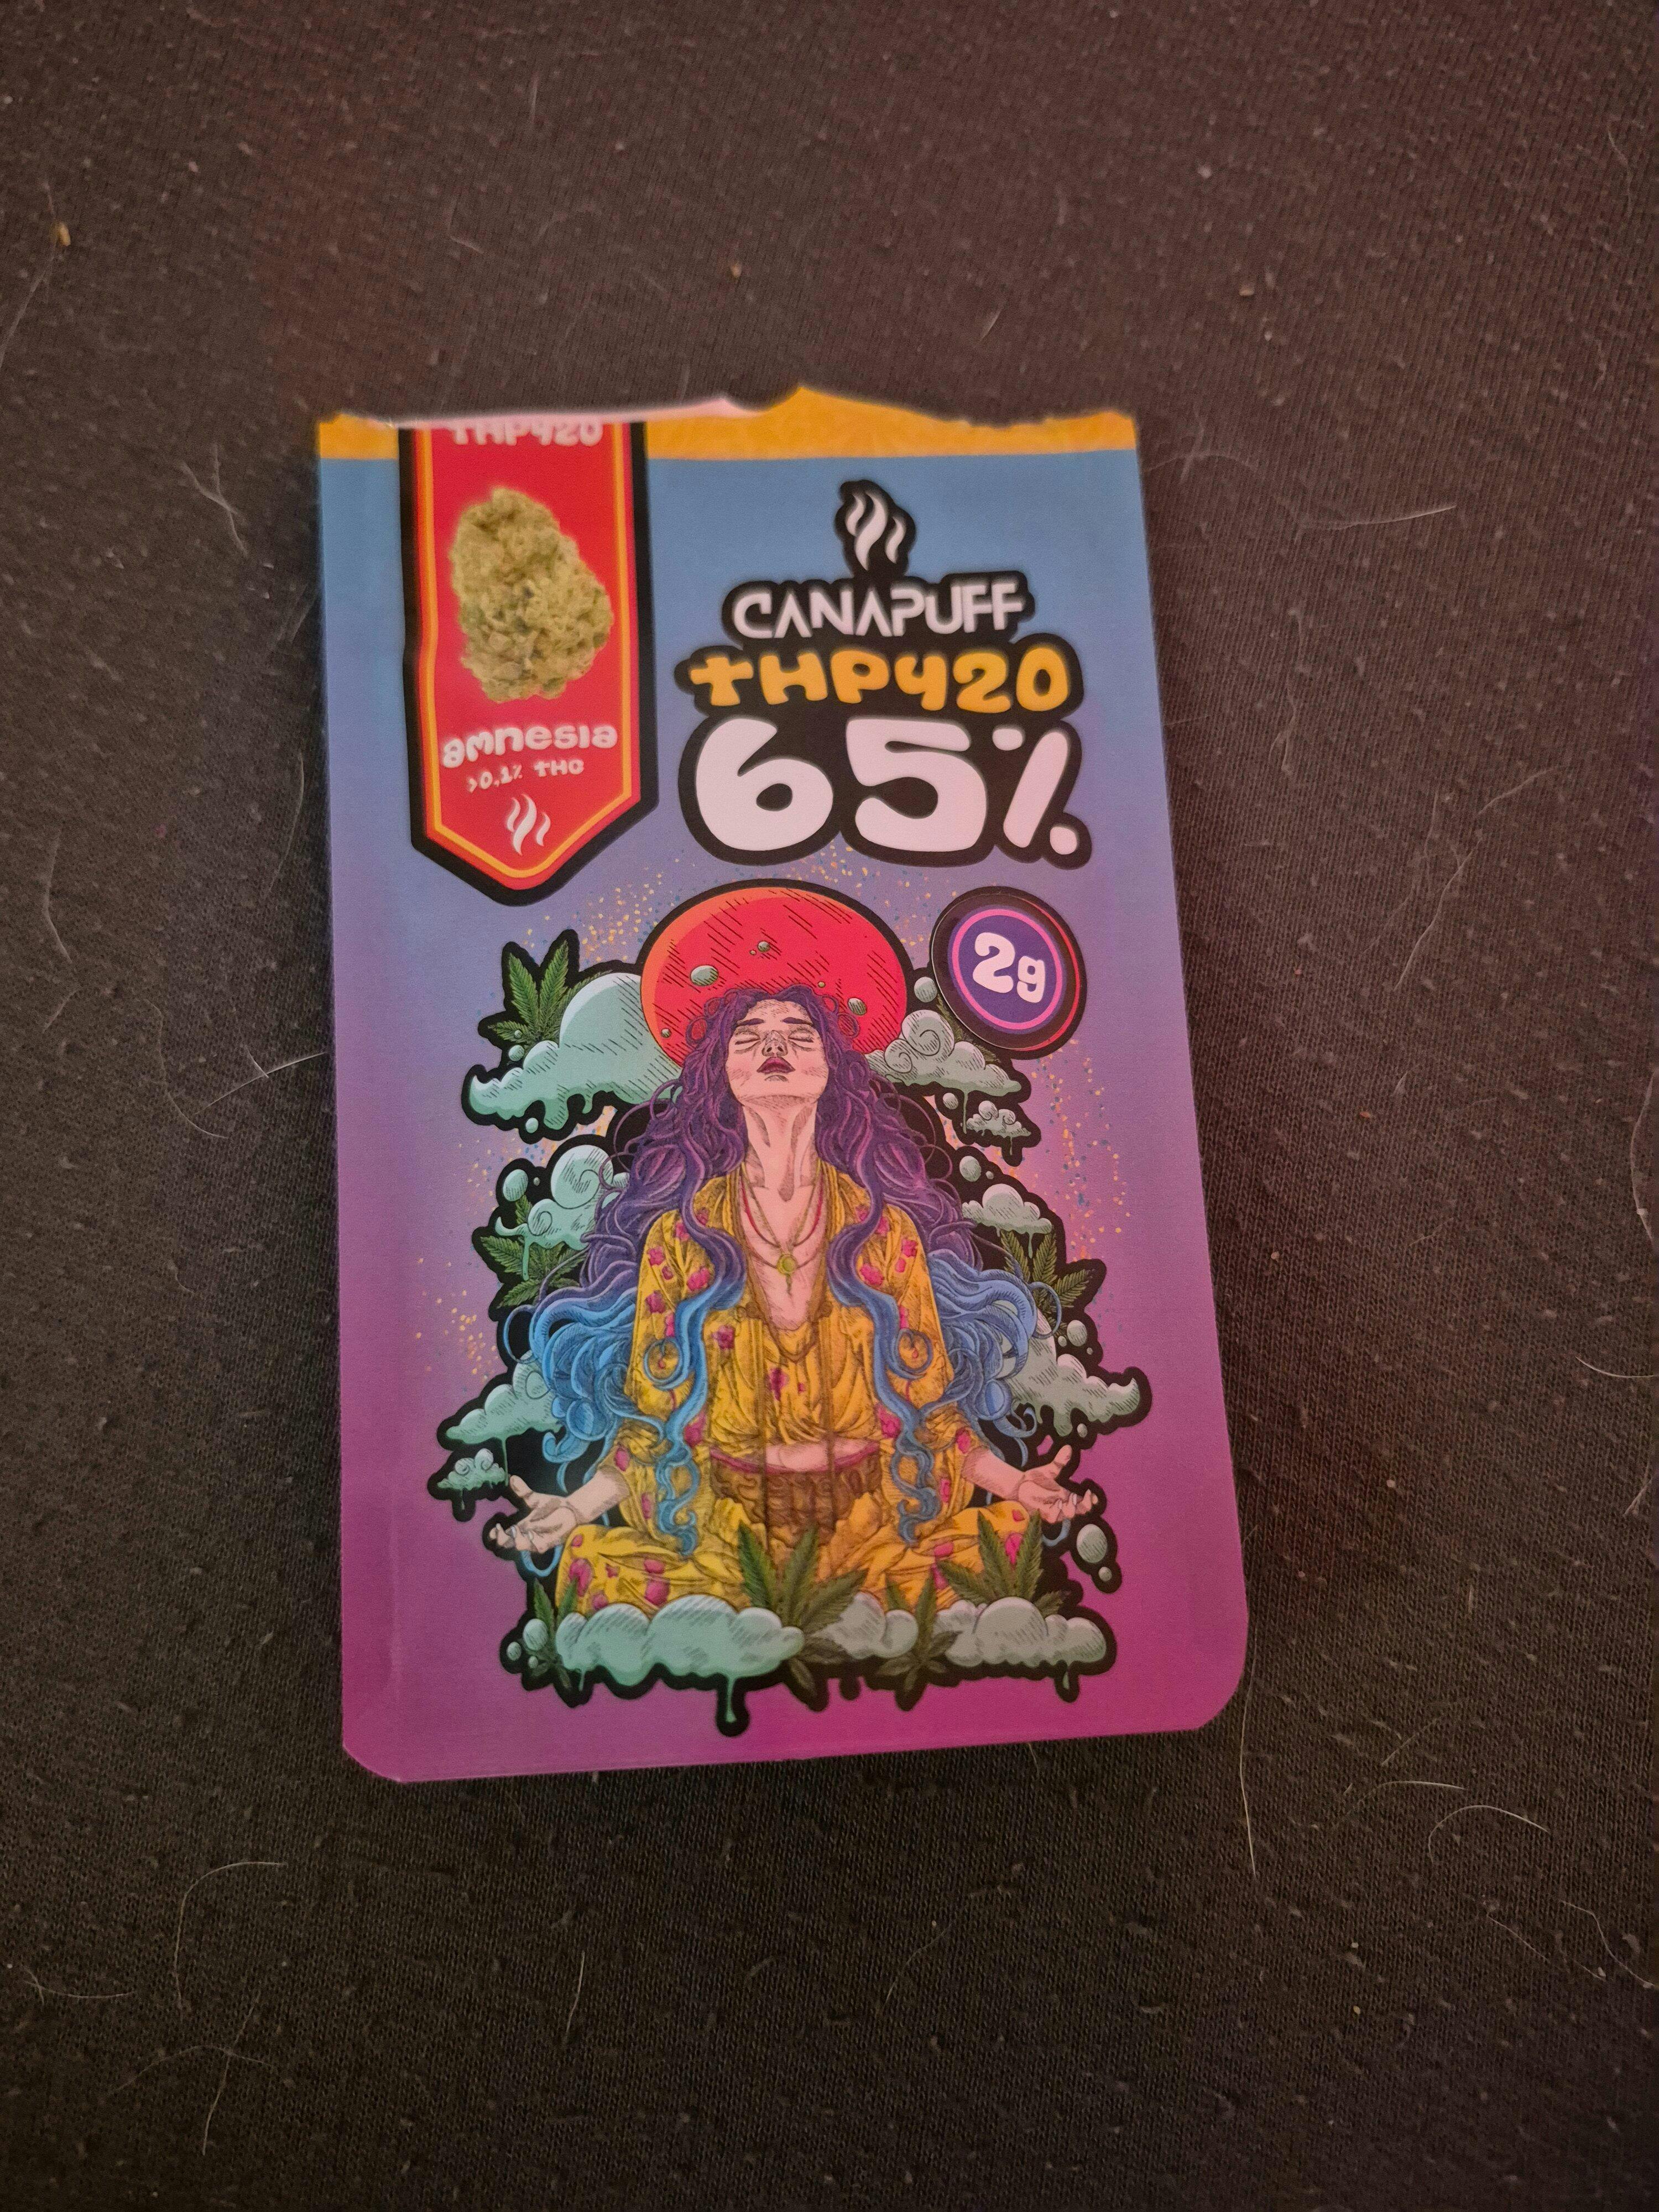 THP420
amnesia
>0,1% THC
CANAPUFF
THP420
65%
2g